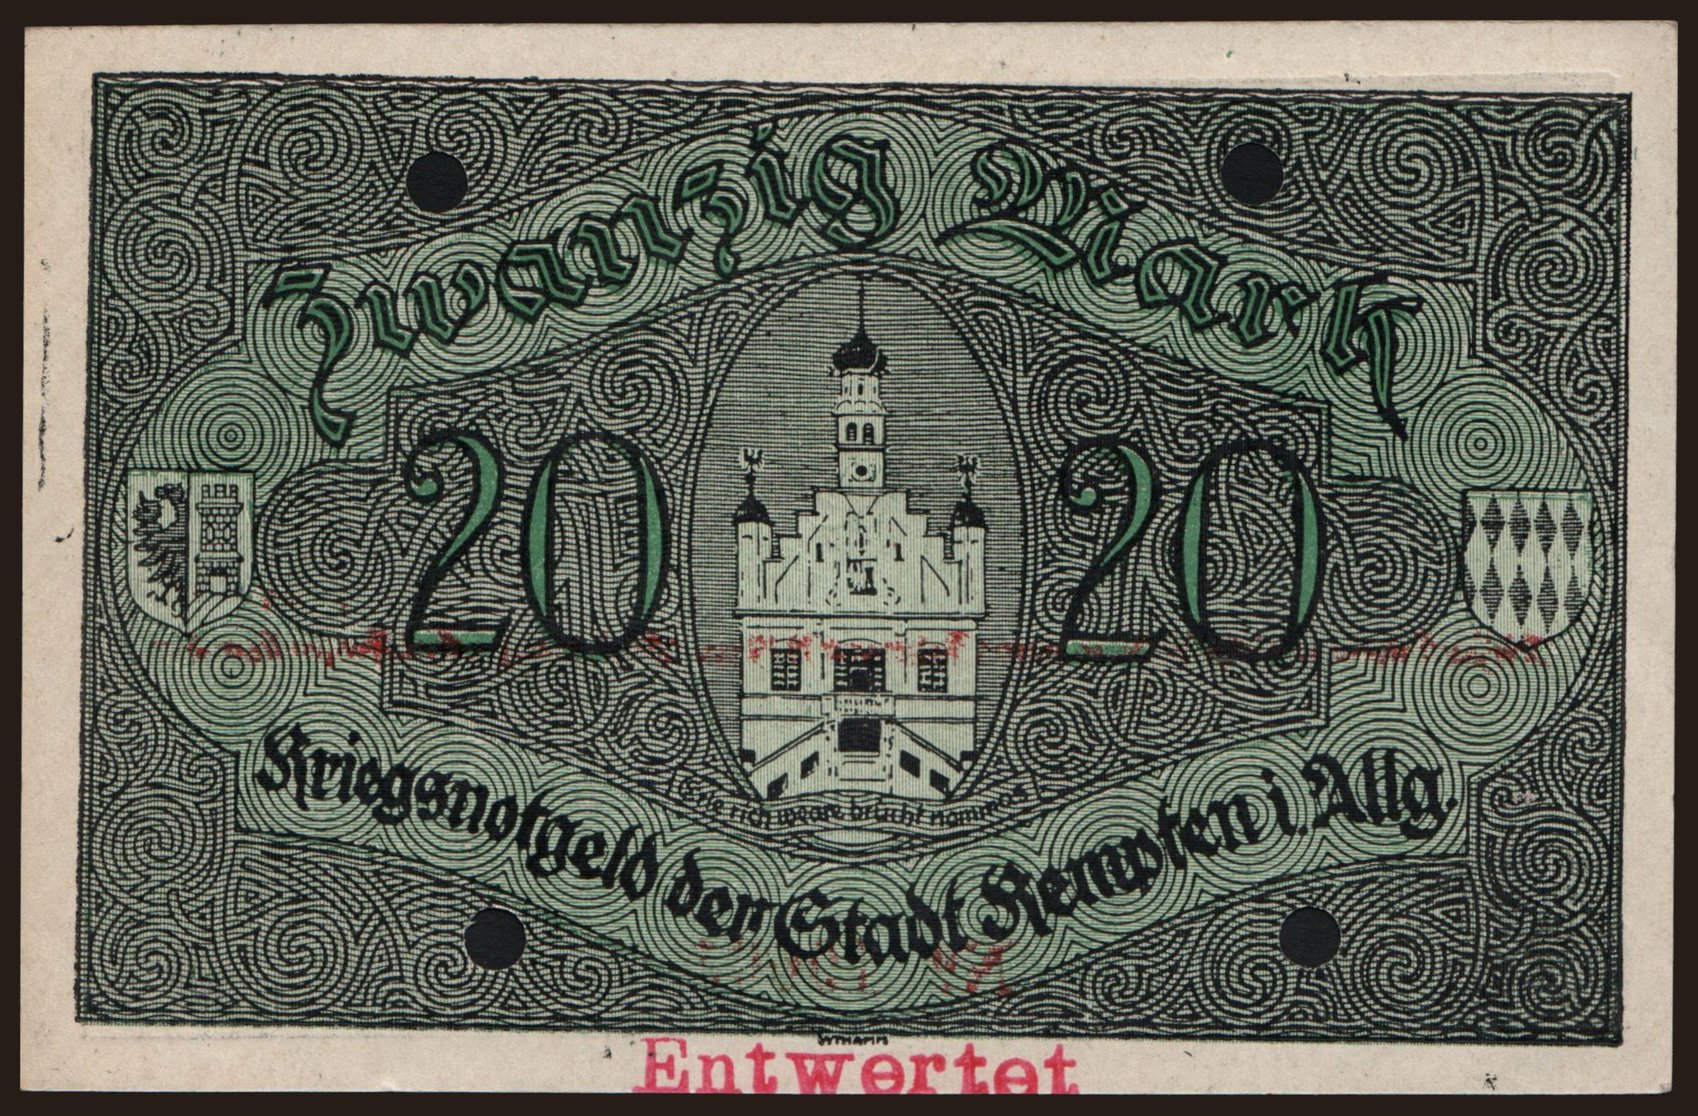 Zwanzig Mark
20 20
Kriegsnotgeld der Stadt Kempten i. Allg.
Entwertet